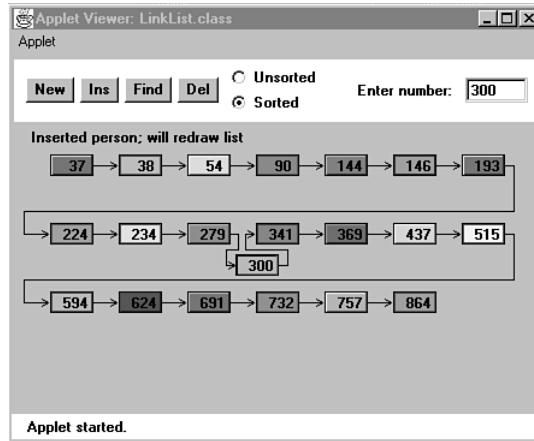 Applet Viewer: LinkList.class
Applet
New Ins Find Del Unsorted Sorted Enter number: 300
Inserted person; will redraw list
37 38 54 90 144 146 193
224 234 279 341 369 437 515
300
594 624 691 732 757 864
Applet started.